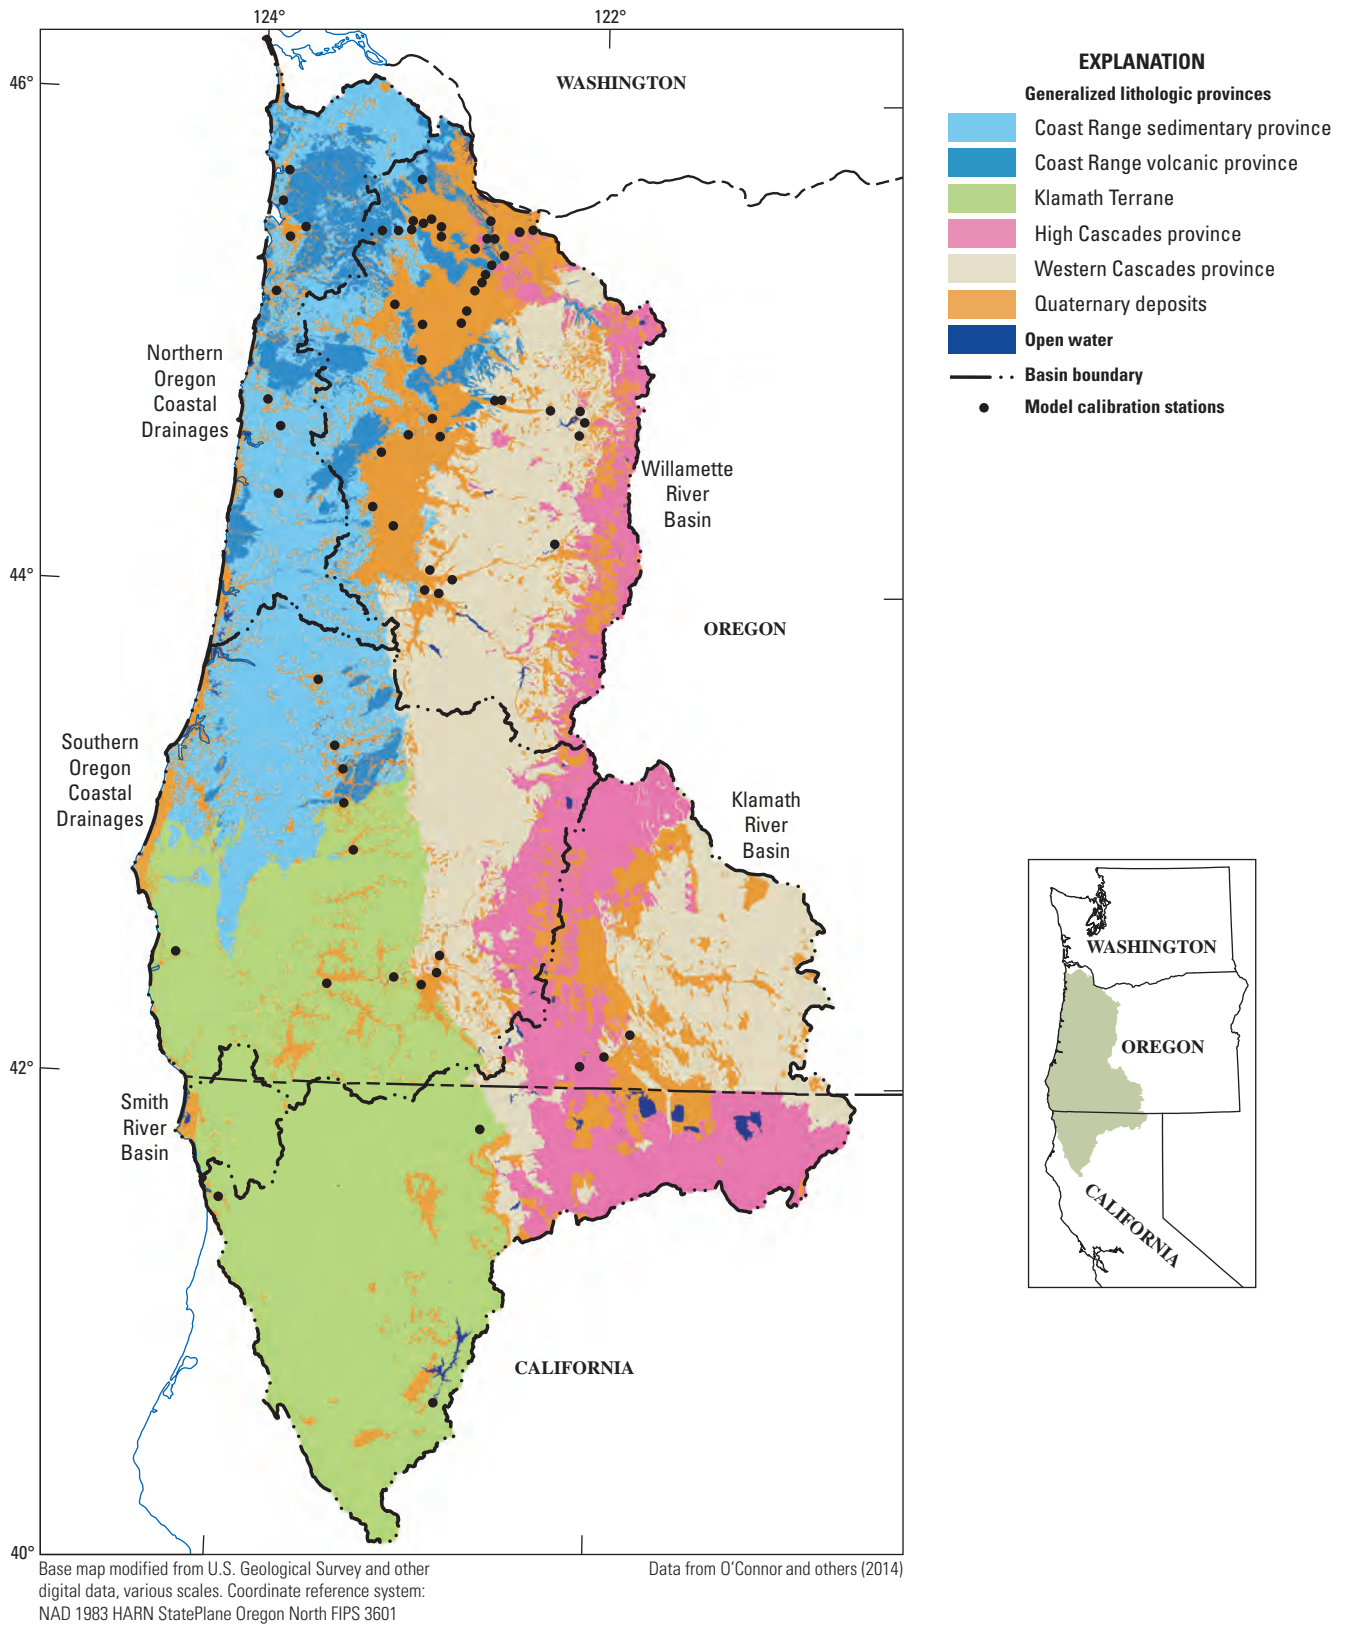 124°
122°
46°
WASHINGTON
EXPLANATION
Generalized lithologic provinces
Coast Range sedimentary province
Coast Range volcanic province
Klamath Terrane
High Cascades province
Western Cascades province
Quaternary deposits
Open water
Basin boundary
Model calibration stations
Northern
Oregon
Coastal
Drainages
Willamette
River
Basin
44°
OREGON
Southern
Oregon
Coastal
Drainages
Klamath
River
Basin
42°
Smith
River
Basin
CALIFORNIA
40°
WASHINGTON
OREGON
CALIFORNIA
Base map modified from U.S. Geological Survey and other
digital data, various scales. Coordinate reference system:
NAD 1983 HARN StatePlane Oregon North FIPS 3601
Data from O'Connor and others (2014)